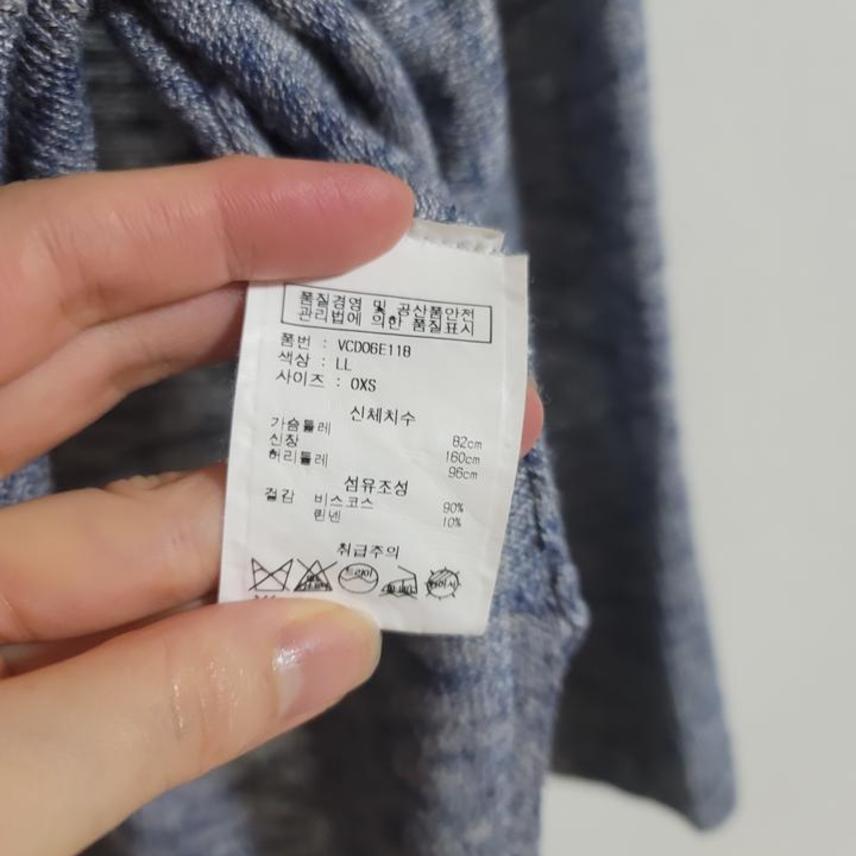 품질경영 및 공산품안전
관리법에 의한 품질표시
품번 : VCD06E118
색상 : LL
사이즈 : 0XS
신체치수
가슴둘레 82cm
신장 160cm
허리둘레 96cm
섬유조성
겉감 비스코스 90%
린넨 10%
취급주의
드라이